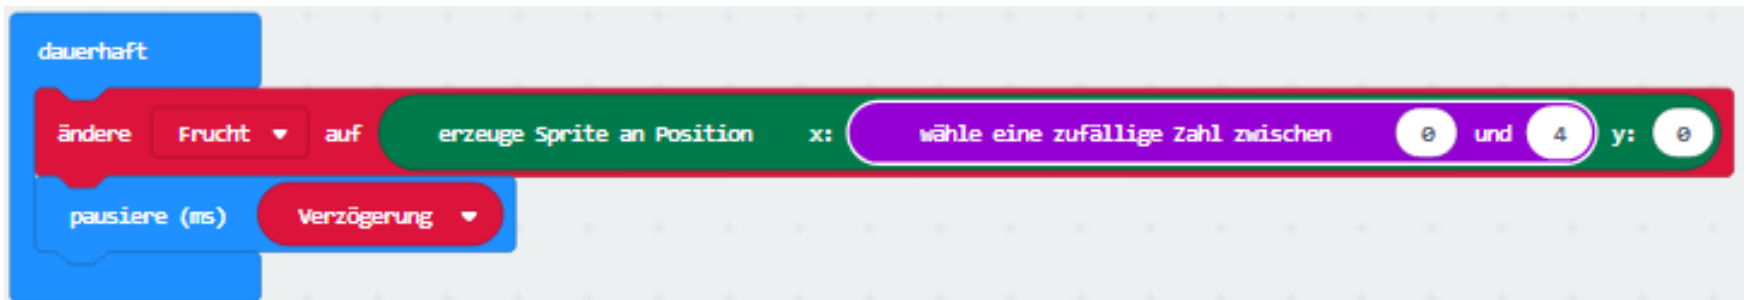 dauerhaft
ändere Frucht auf erzeuge Sprite an Position x: wähle eine zufällige Zahl zwischen 0 und 4 y: 0
pausiere (ms) Verzögerung